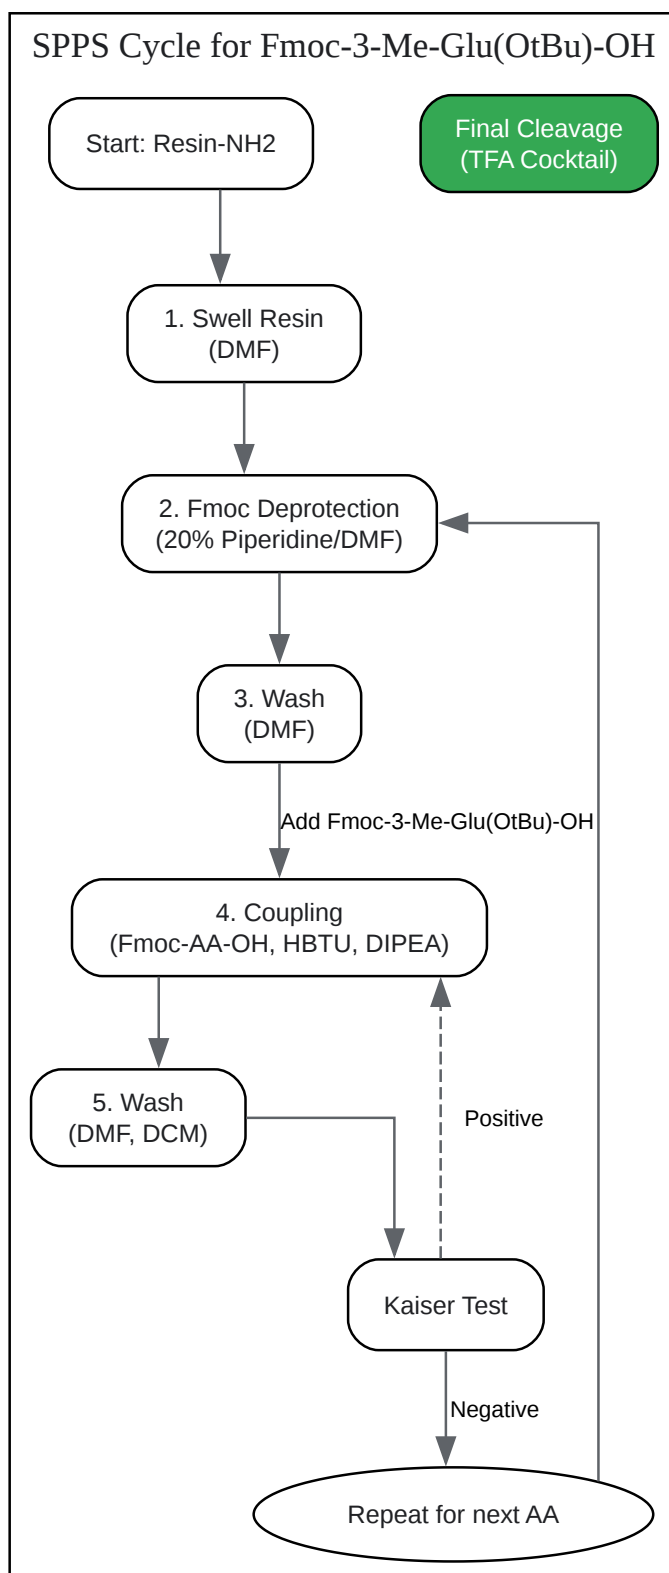 SPPS Cycle for Fmoc-3-Me-Glu(OtBu)-OH
Start: Resin-NH2
Final Cleavage
(TFA Cocktail)
1. Swell Resin
(DMF)
2. Fmoc Deprotection
(20% Piperidine/DMF)
3. Wash
(DMF)
Add Fmoc-3-Me-Glu(OtBu)-OH
4. Coupling
(Fmoc-AA-OH, HBTU, DIPEA)
5. Wash
(DMF, DCM)
Positive
Kaiser Test
Negative
Repeat for next AA